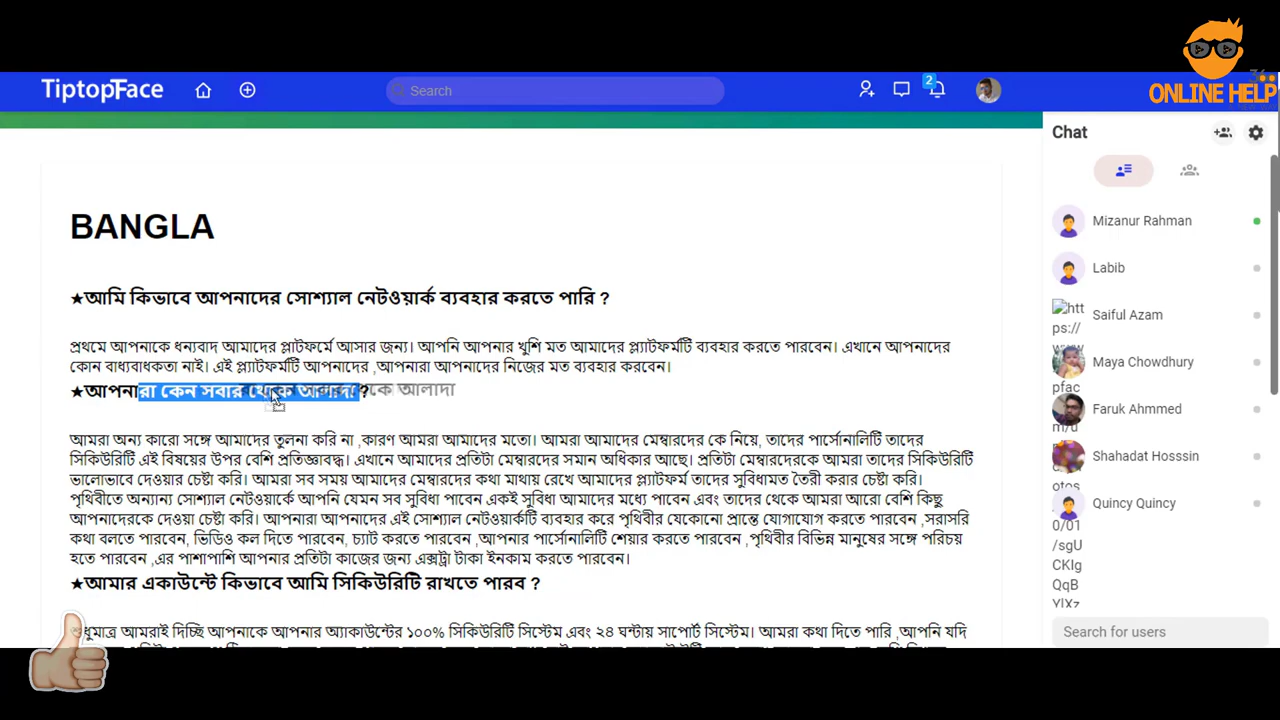 TiptopFace
Search
2
ONLINE HELP
Chat
BANGLA
Mizanur Rahman
Labib
★আমি কিভাবে আপনাদের সোশ্যাল নেটওয়ার্ক ব্যবহার করতে পারি ?
Saiful Azam
প্রথমে আপনাকে ধন্যবাদ আমাদের প্লাটফর্মে আসার জন্য। আপনি আপনার খুশি মত আমাদের প্ল্যাটফর্মটি ব্যবহার করতে পারবেন। এখানে আপনাদের
কোন বাধ্যবাধকতা নাই। এই প্ল্যাটফর্মটি আপনাদের ,আপনারা আপনাদের নিজের মত ব্যবহার করবেন।
Maya Chowdhury
★আপনারা কেন সবার থেকে আলাদা ?
Faruk Ahmmed
আমরা অন্য কারো সঙ্গে আমাদের তুলনা করি না ,কারণ আমরা আমাদের মতো। আমরা আমাদের মেম্বারদের কে নিয়ে, তাদের পার্সোনালিটি তাদের
সিকিউরিটি এই বিষয়ের উপর বেশি প্রতিজ্ঞাবদ্ধ। এখানে আমাদের প্রতিটা মেম্বারদের সমান অধিকার আছে। প্রতিটা মেম্বারদেরকে আমরা তাদের সিকিউরিটি
ভালোভাবে দেওয়ার চেষ্টা করি। আমরা সব সময় আমাদের মেম্বারদের কথা মাথায় রেখে আমাদের প্ল্যাটফর্ম তাদের সুবিধামত তৈরী করার চেষ্টা করি।
পৃথিবীতে অন্যান্য সোশ্যাল নেটওয়ার্কে আপনি যেমন সব সুবিধা পাবেন একই সুবিধা আমাদের মধ্যে পাবেন এবং তাদের থেকে আমরা আরো বেশি কিছু
আপনাদেরকে দেওয়া চেষ্টা করি। আপনারা আপনাদের এই সোশ্যাল নেটওয়ার্কটি ব্যবহার করে পৃথিবীর যেকোনো প্রান্তে যোগাযোগ করতে পারবেন ,সরাসরি
কথা বলতে পারবেন, ভিডিও কল দিতে পারবেন, চ্যাট করতে পারবেন ,আপনার পার্সোনালিটি শেয়ার করতে পারবেন ,পৃথিবীর বিভিন্ন মানুষের সঙ্গে পরিচয়
হতে পারবেন ,এর পাশাপাশি আপনার প্রতিটা কাজের জন্য এক্সট্রা টাকা ইনকাম করতে পারবেন।
Shahadat Hosssin
Quincy Quincy
★আমার একাউন্টে কিভাবে আমি সিকিউরিটি রাখতে পারব ?
শুধুমাত্র আমরাই দিচ্ছি আপনাকে আপনার অ্যাকাউন্টের ১০০% সিকিউরিটি সিস্টেম এবং ২৪ ঘন্টায় সাপোর্ট সিস্টেম। আমরা কথা দিতে পারি ,আপনি যদি
Search for users